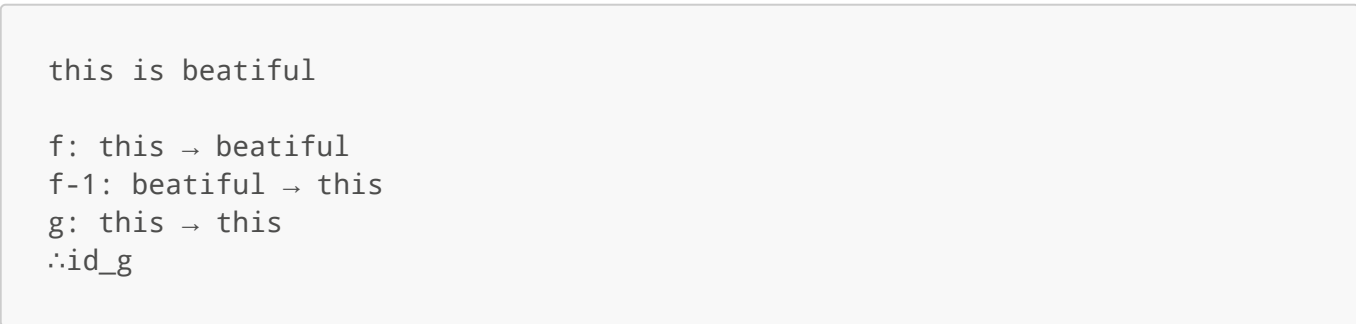 this is beatiful
f: this → beatiful
f-1: beatiful → this
g: this → this
∴id_g